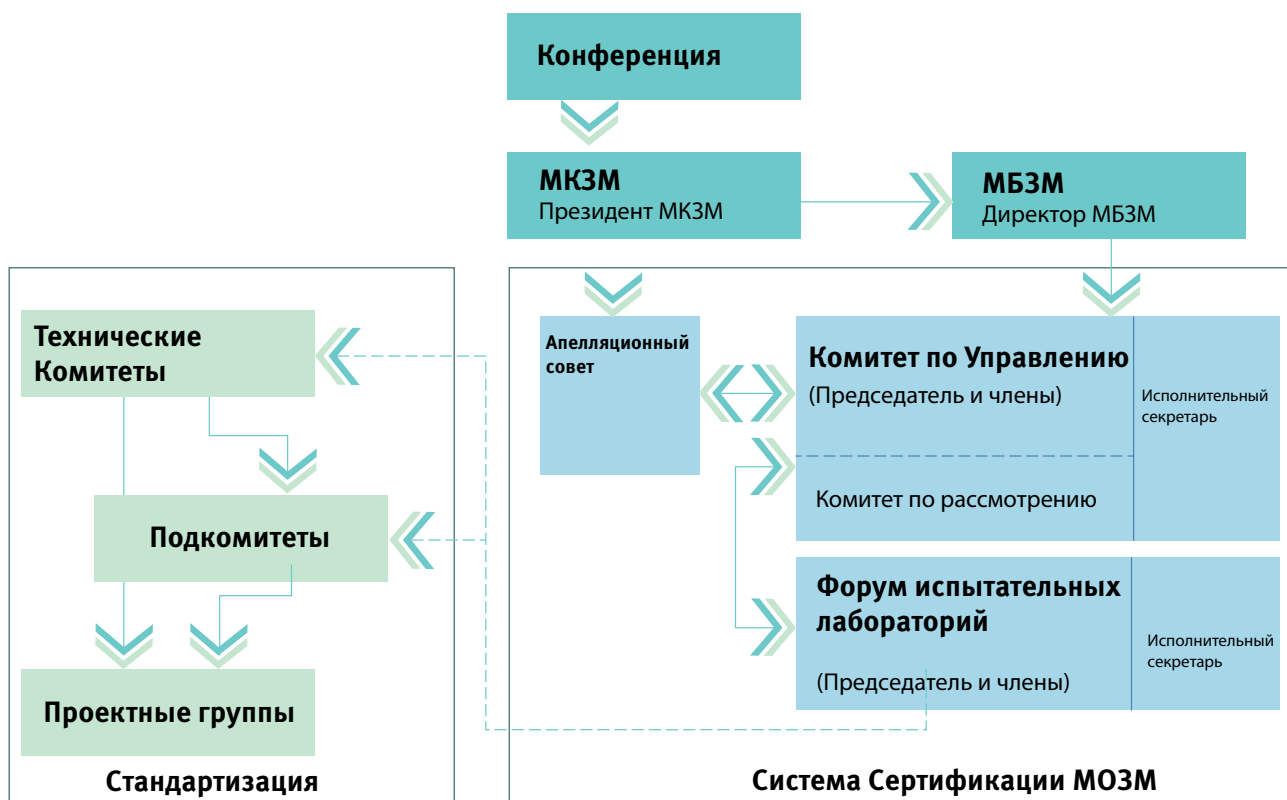 Конференция
МКЗМ
Президент МКЗМ
МБЗМ
Директор МБЗМ
Технические
Комитеты
Подкомитеты
Проектные группы
Стандартизация
Апелляционный
совет
Комитет по Управлению
(Председатель и члены)
Исполнительный
секретарь
Комитет по рассмотрению
Форум испытательных
лабораторий
(Председатель и члены)
Исполнительный
секретарь
Система Сертификации МОЗМ